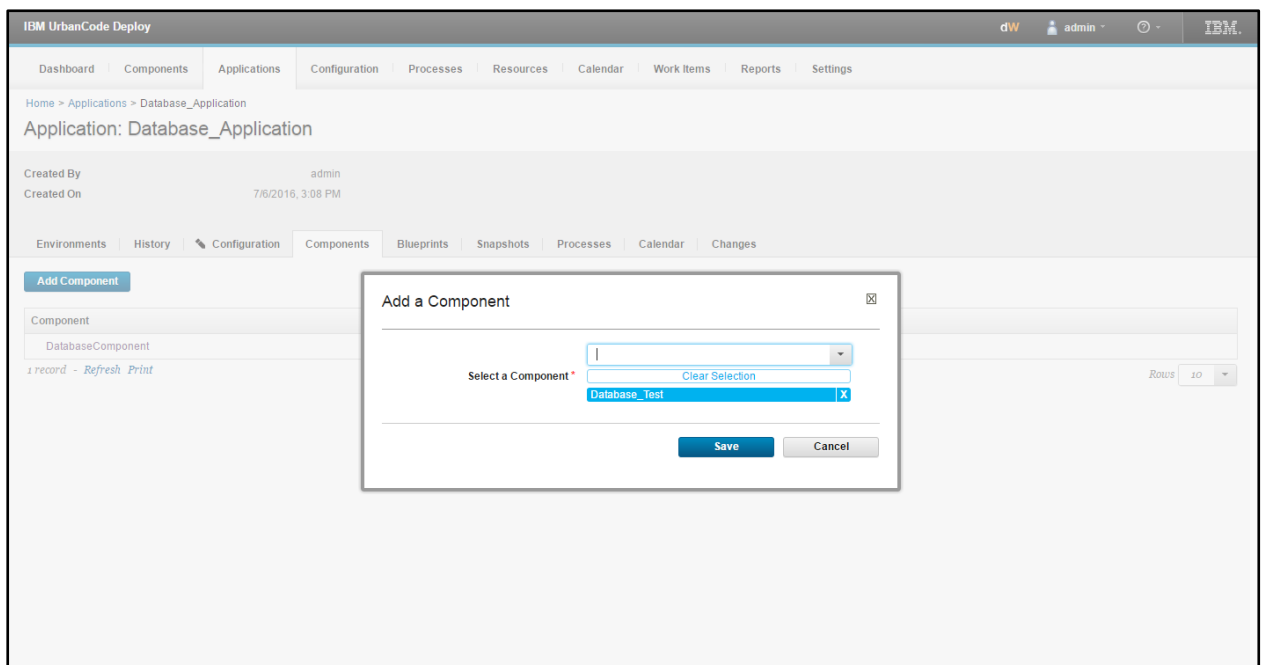 IBM UrbanCode Deploy dW admin IBM.
Dashboard Components Applications Configuration Processes Resources Calendar Work Items Reports Settings
Home > Applications > Database_Application
Application: Database_Application
Created By admin
Created On 7/6/2016, 3:08 PM
Environments History Configuration Components Blueprints Snapshots Processes Calendar Changes
Add Component
Add a Component
Component
DatabaseComponent
1 record - Refresh Print
Select a Component *
Clear Selection
Database_Test X
Rows 10
Save Cancel